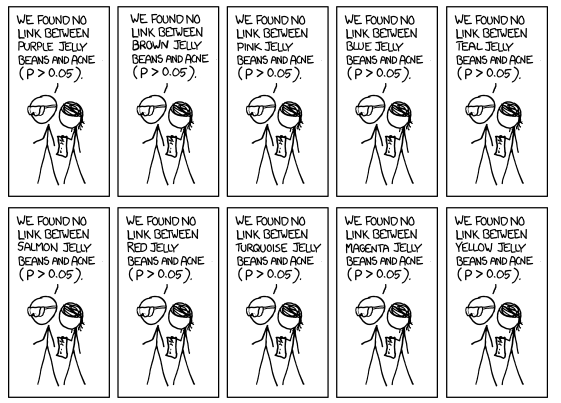 WE FOUND NO
LINK BETWEEN
PURPLE JELLY
BEANS AND ACNE
(P > 0.05).
WE FOUND NO
LINK BETWEEN
BROWN JELLY
BEANS AND ACNE
(P > 0.05).
WE FOUND NO
LINK BETWEEN
PINK JELLY
BEANS AND ACNE
(P > 0.05).
WE FOUND NO
LINK BETWEEN
BLUE JELLY
BEANS AND ACNE
(P > 0.05).
WE FOUND NO
LINK BETWEEN
TEAL JELLY
BEANS AND ACNE
(P > 0.05).
WE FOUND NO
LINK BETWEEN
SALMON JELLY
BEANS AND ACNE
(P > 0.05).
WE FOUND NO
LINK BETWEEN
RED JELLY
BEANS AND ACNE
(P > 0.05).
WE FOUND NO
LINK BETWEEN
TURQUOISE JELLY
BEANS AND ACNE
(P > 0.05).
WE FOUND NO
LINK BETWEEN
MAGENTA JELLY
BEANS AND ACNE
(P > 0.05).
WE FOUND NO
LINK BETWEEN
YELLOW JELLY
BEANS AND ACNE
(P > 0.05).